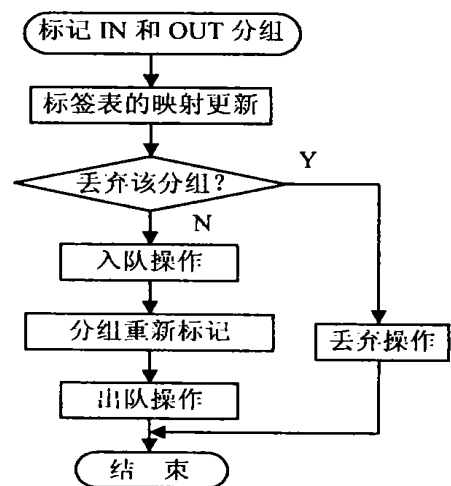 标记 IN 和 OUT 分组
标签表的映射更新
丢弃该分组？
Y
N
入队操作
分组重新标记
丢弃操作
出队操作
结 束